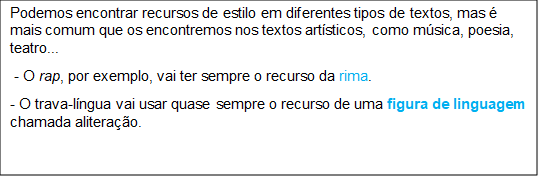 Podemos encontrar recursos de estilo em diferentes tipos de textos, mas é
mais comum que os encontremos nos textos artísticos, como música, poesia,
teatro...
- O rap, por exemplo, vai ter sempre o recurso da rima.
- O trava-língua vai usar quase sempre o recurso de uma figura de linguagem
chamada aliteração.